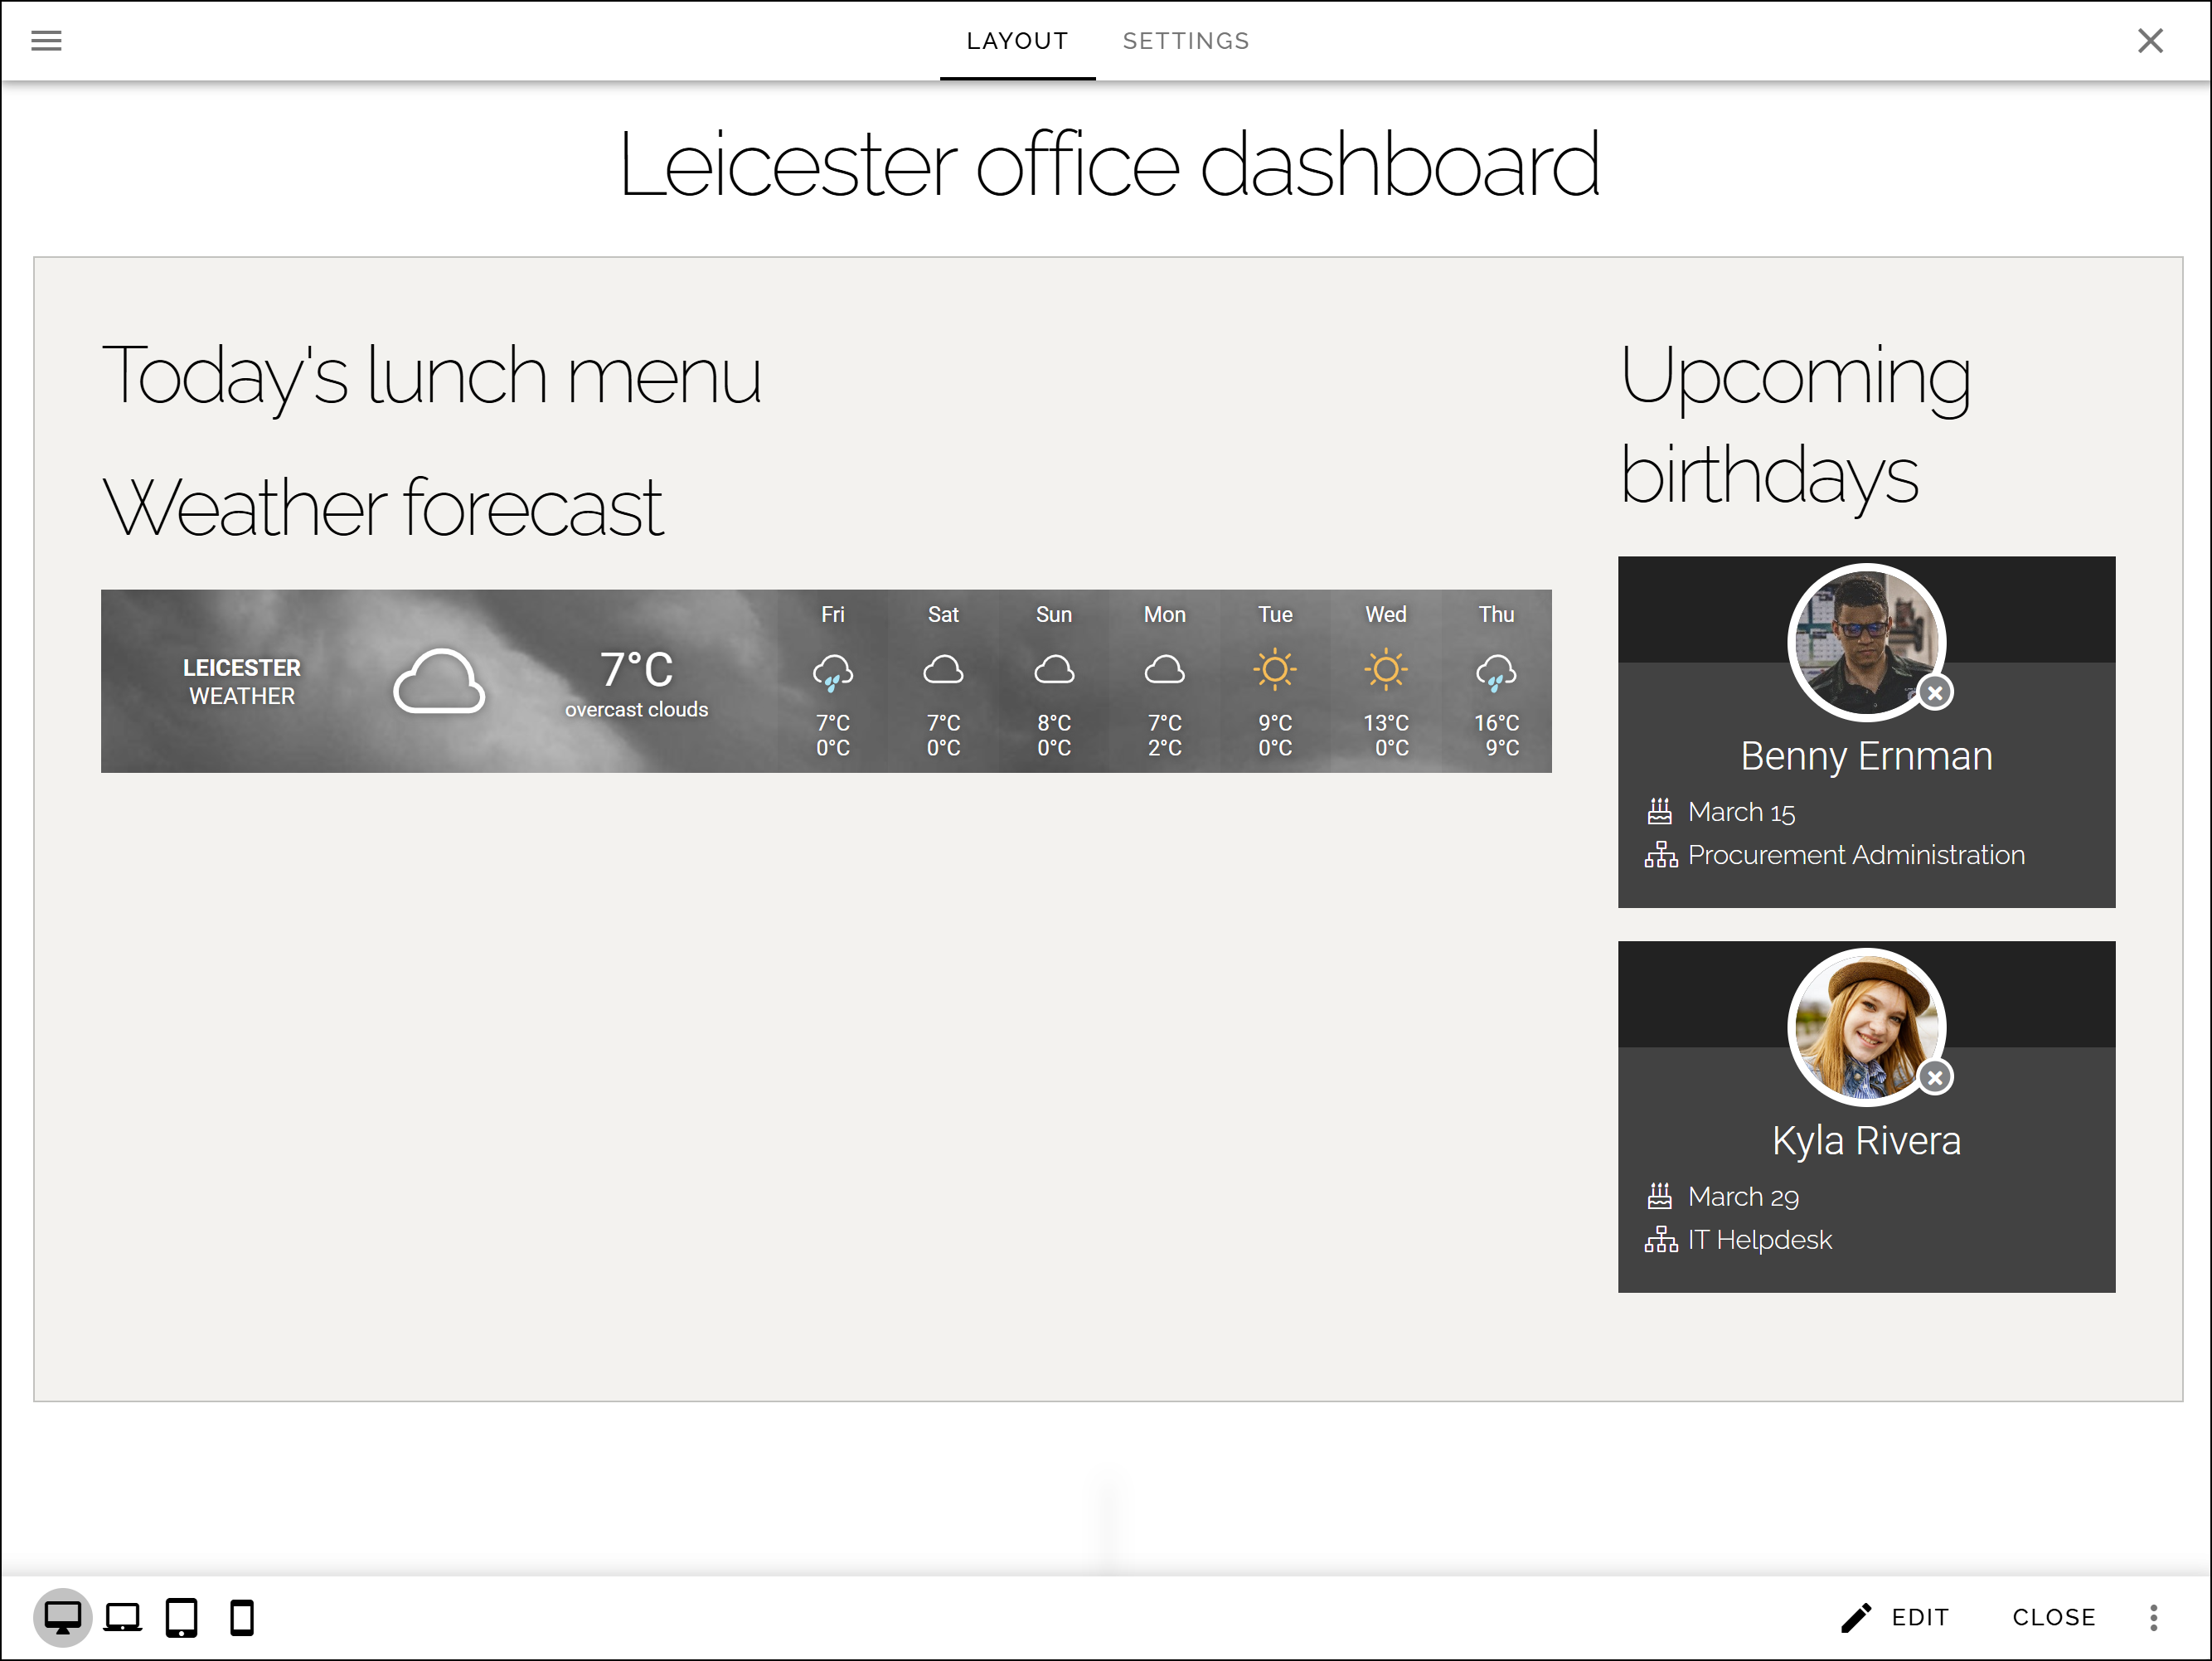 LAYOUT SETTINGS
Leicester office dashboard
Today's lunch menu
Weather forecast
LEICESTER
WEATHER
7°C
overcast clouds
Fri Sat Sun Mon Tue Wed Thu
7°C 7°C 8°C 7°C 9°C 13°C 16°C
0°C 0°C 0°C 2°C 0°C 0°C 9°C
Upcoming
birthdays
Benny Ernman
March 15
Procurement Administration
Kyla Rivera
March 29
IT Helpdesk
EDIT CLOSE